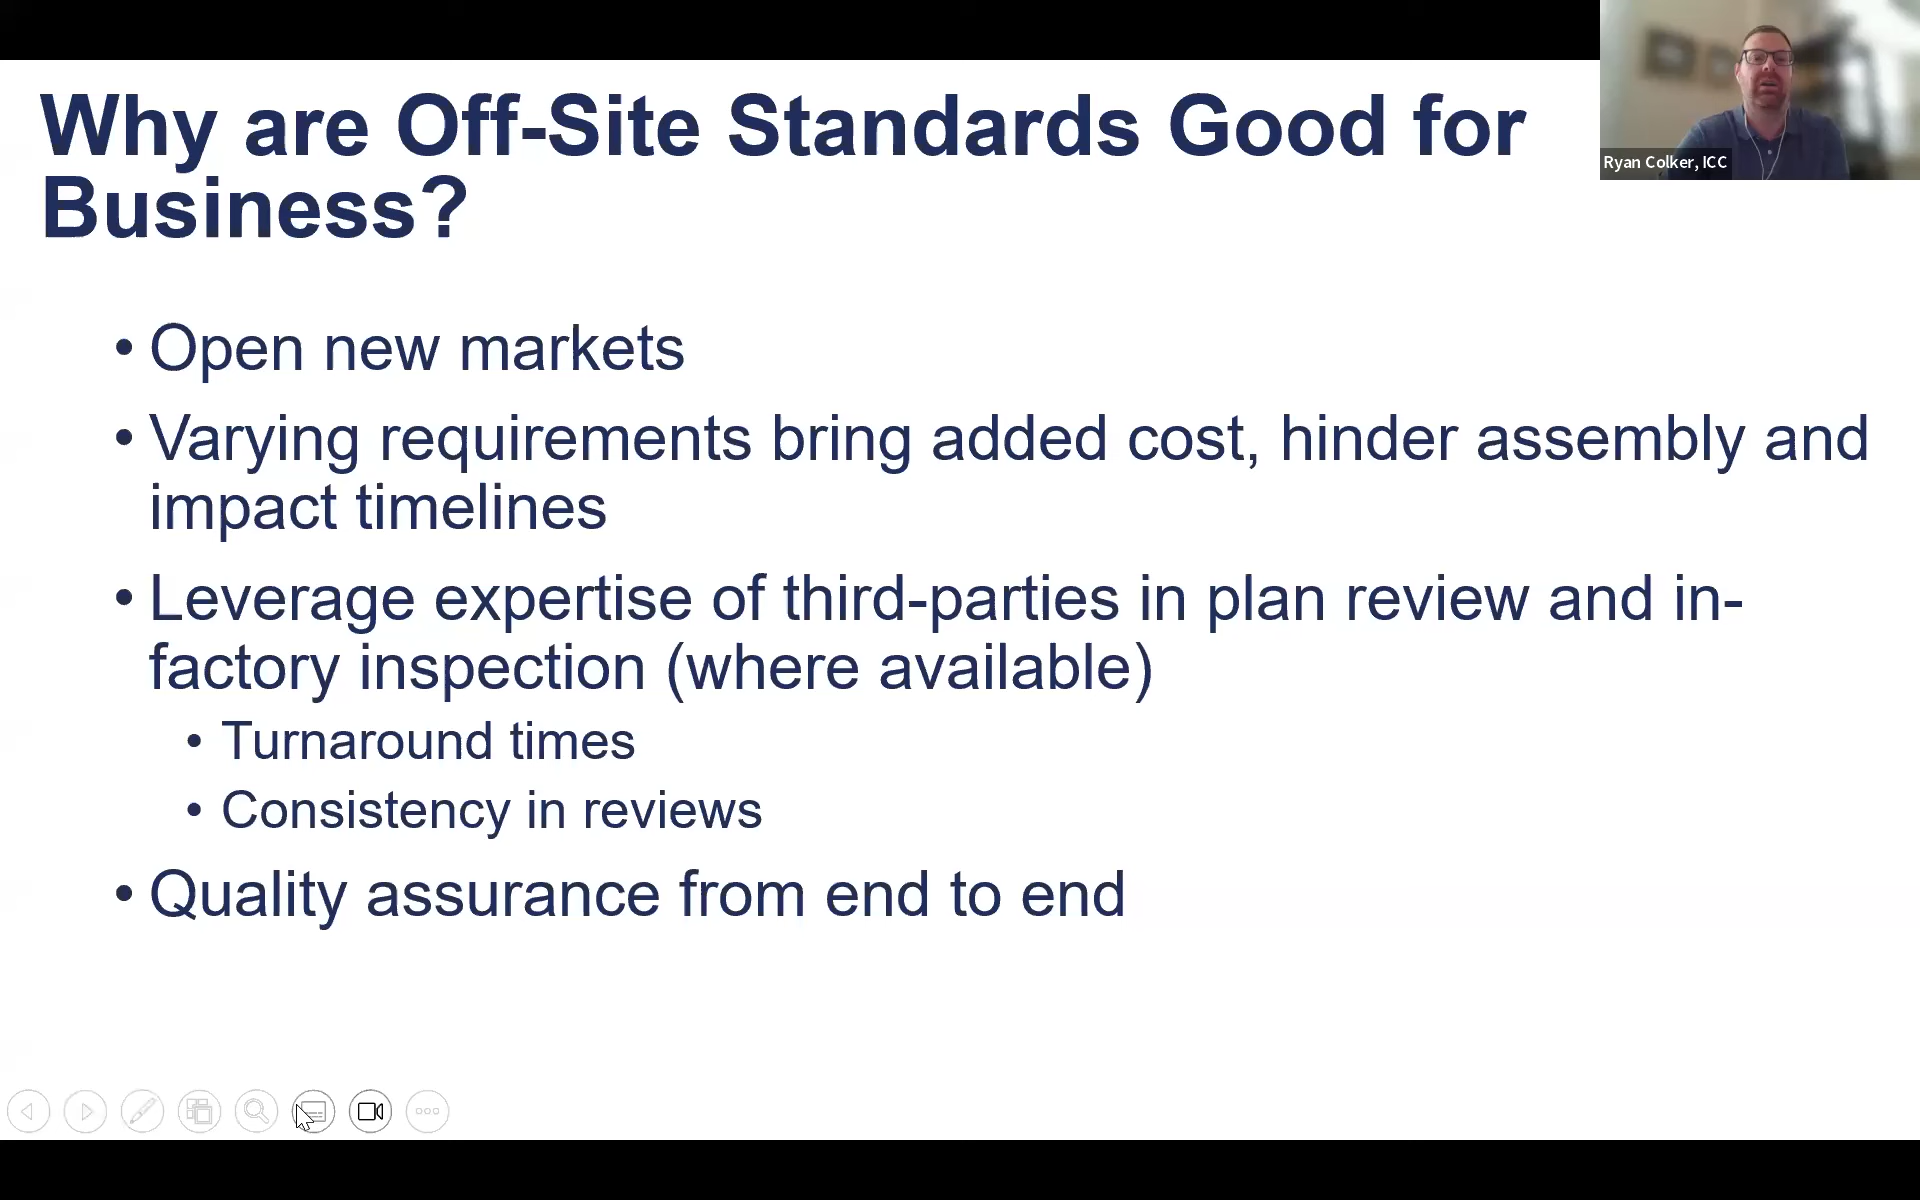 Why are Off-Site Standards Good for
Business?
Ryan Colker, ICC
• Open new markets
• Varying requirements bring added cost, hinder assembly and
impact timelines
• Leverage expertise of third-parties in plan review and in-
factory inspection (where available)
• Turnaround times
• Consistency in reviews
• Quality assurance from end to end